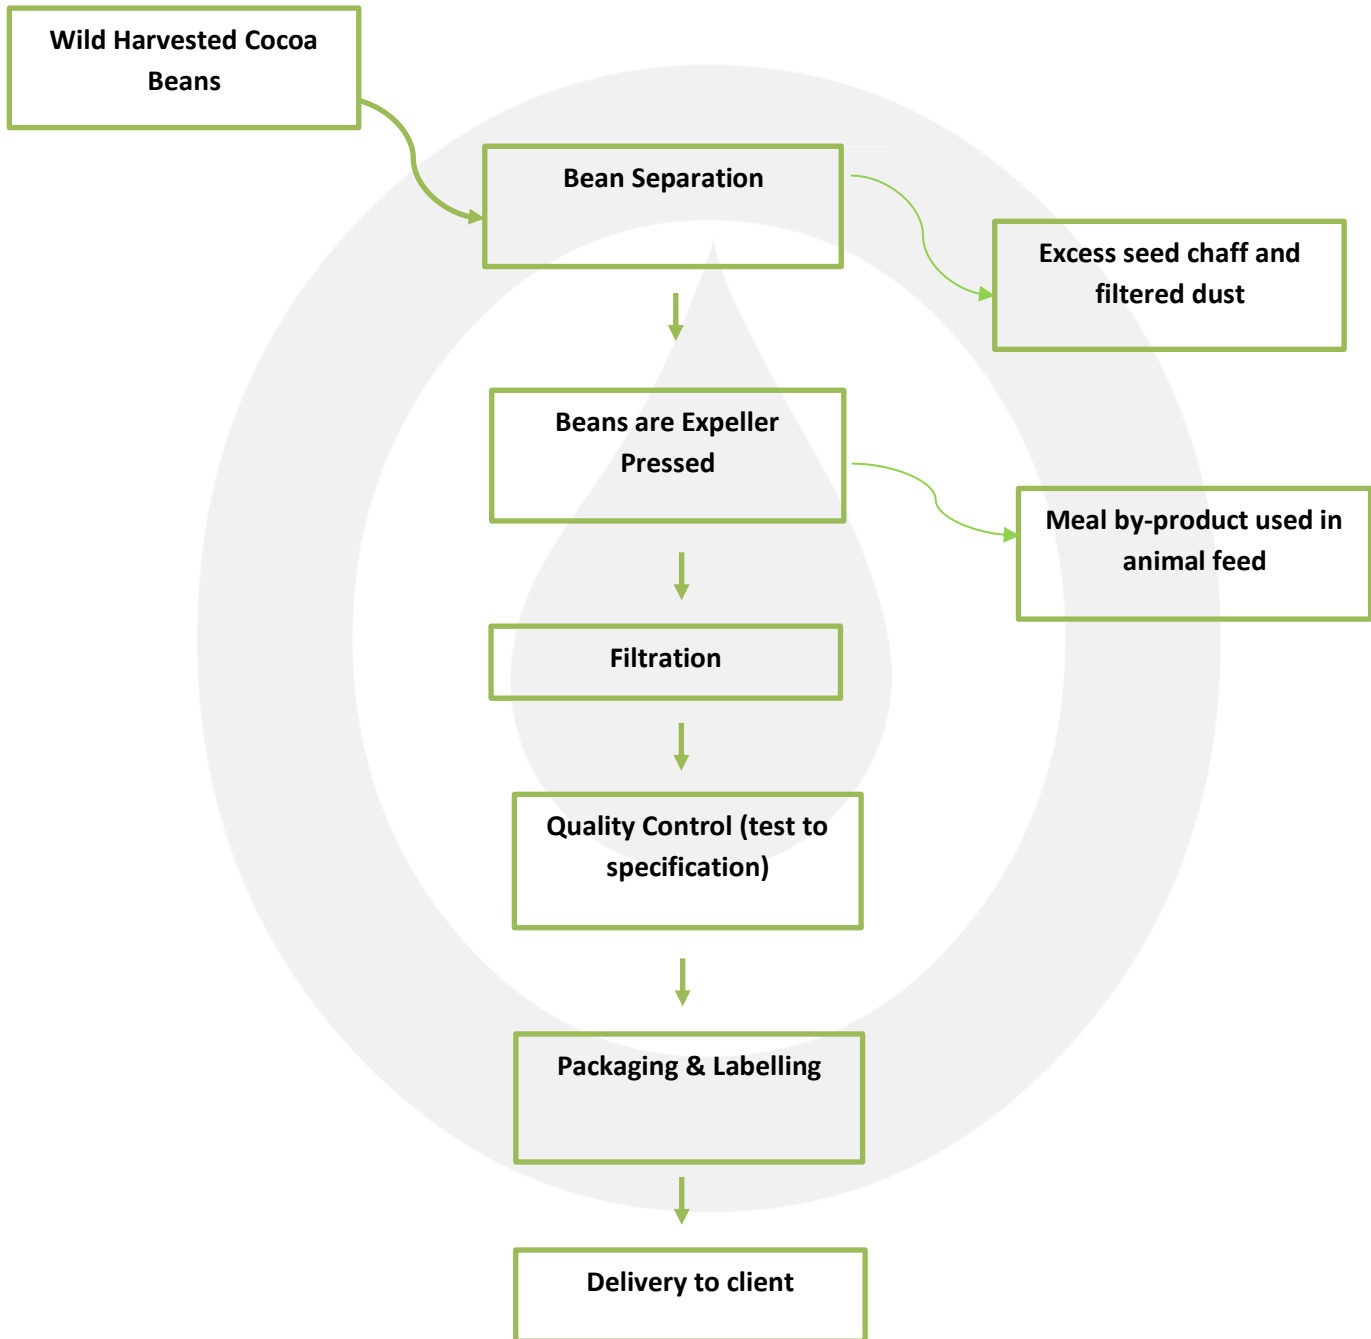 Wild Harvested Cocoa
Beans
Bean Separation
Excess seed chaff and
filtered dust
Beans are Expeller
Pressed
Meal by-product used in
animal feed
Filtration
Quality Control (test to
specification)
Packaging & Labelling
Delivery to client